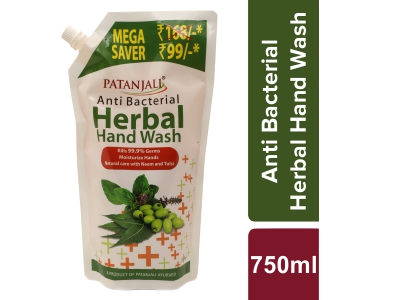 MEGA SAVER ₹168/-*
₹99/-*
PATANJALI®
Anti Bacterial
Herbal
Hand Wash
Kills 99.9% Germs
Moisturize Hands
Natural care with Neem and Tulsi
A PRODUCT OF PATANJALI AYURVED
Anti Bacterial
Herbal Hand Wash
750ml